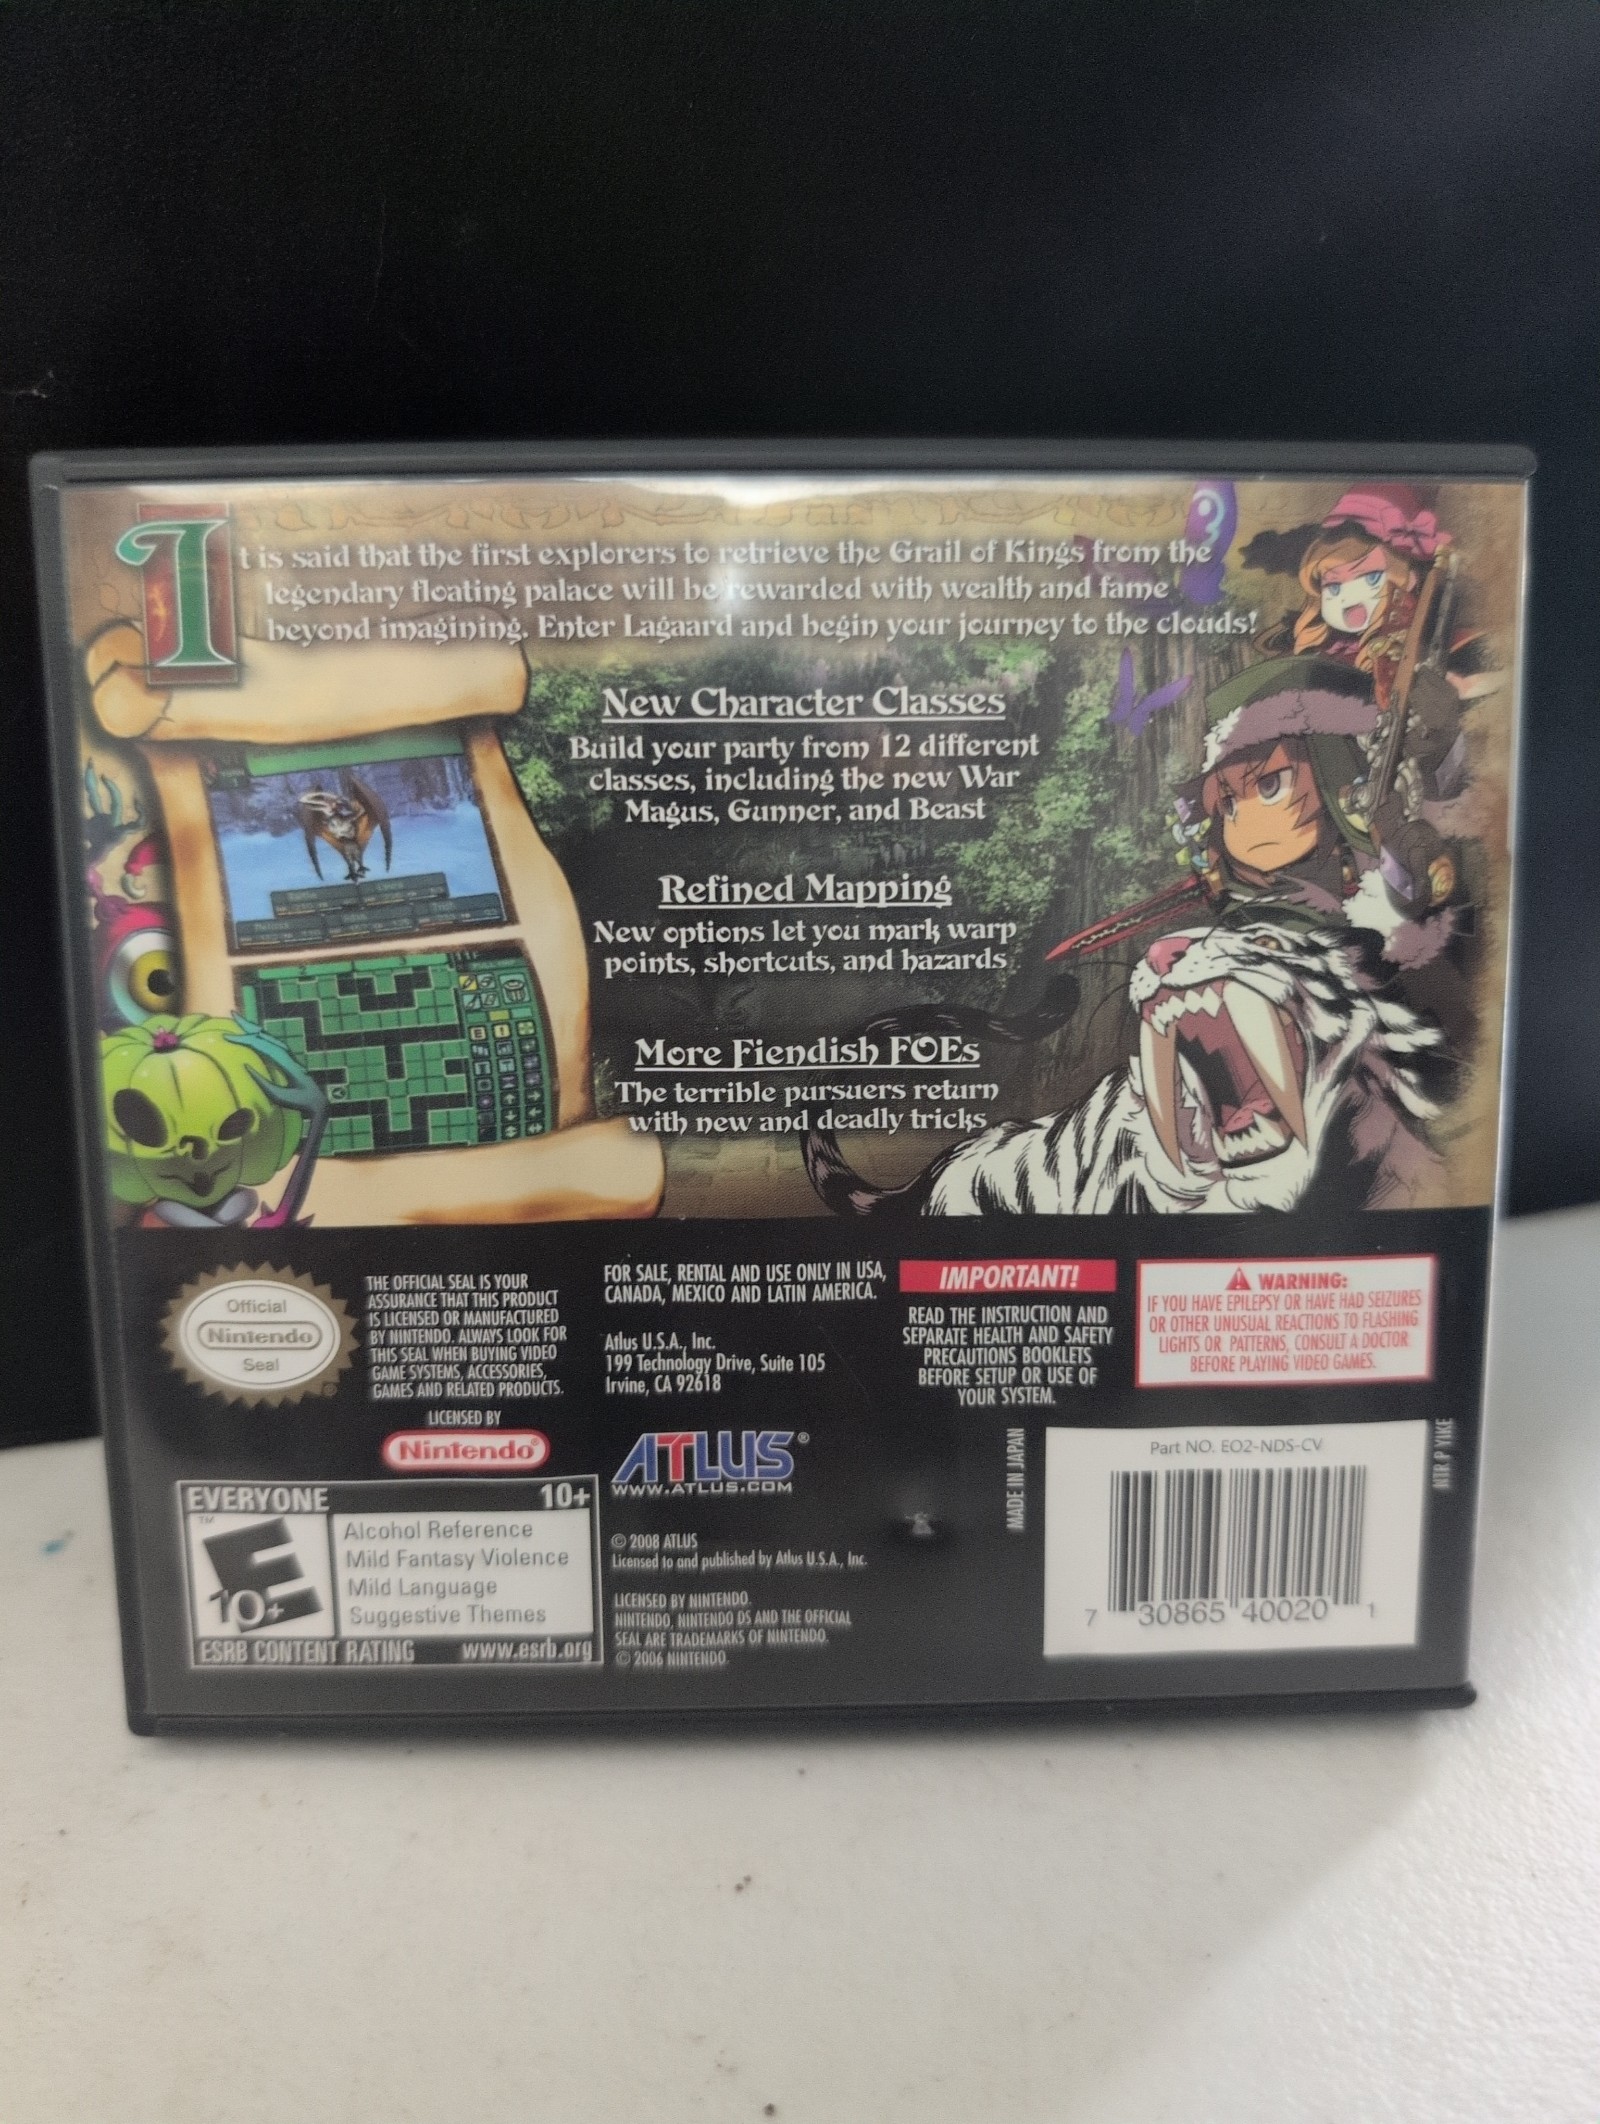 It is said that the first explorers to retrieve the Grail of Kings from the
legendary floating palace will be rewarded with wealth and fame
beyond imagining. Enter Lagaard and begin your journey to the clouds!
New Character Classes
Build your party from 12 different
classes, including the new War
Magus, Gunner, and Beast
Refined Mapping
New options let you mark warp
points, shortcuts, and hazards
More Fiendish FOEs
The terrible pursuers return
with new and deadly tricks
Official
Nintendo
Seal
THE OFFICIAL SEAL IS YOUR
ASSURANCE THAT THIS PRODUCT
IS LICENSED OR MANUFACTURED
BY NINTENDO. ALWAYS LOOK FOR
THIS SEAL WHEN BUYING VIDEO
GAME SYSTEMS, ACCESSORIES,
GAMES AND RELATED PRODUCTS.
LICENSED BY
Nintendo®
EVERYONE 10+
10+
Alcohol Reference
Mild Fantasy Violence
Mild Language
Suggestive Themes
ESRB CONTENT RATING www.esrb.org
FOR SALE, RENTAL AND USE ONLY IN USA,
CANADA, MEXICO AND LATIN AMERICA.
Atlus U.S.A., Inc.
199 Technology Drive, Suite 105
Irvine, CA 92618
ATLUS®
WWW.ATLUS.COM
© 2008 ATLUS
Licensed to and published by Atlus U.S.A., Inc.
LICENSED BY NINTENDO.
NINTENDO, NINTENDO DS AND THE OFFICIAL
SEAL ARE TRADEMARKS OF NINTENDO.
© 2006 NINTENDO.
IMPORTANT!
READ THE INSTRUCTION AND
SEPARATE HEALTH AND SAFETY
PRECAUTIONS BOOKLETS
BEFORE SETUP OR USE OF
YOUR SYSTEM.
WARNING:
IF YOU HAVE EPILEPSY OR HAVE HAD SEIZURES
OR OTHER UNUSUAL REACTIONS TO FLASHING
LIGHTS OR PATTERNS, CONSULT A DOCTOR
BEFORE PLAYING VIDEO GAMES.
MADE IN JAPAN
Part NO. EO2-NDS-CV
7 30865 40020 1
NTR P YIKE